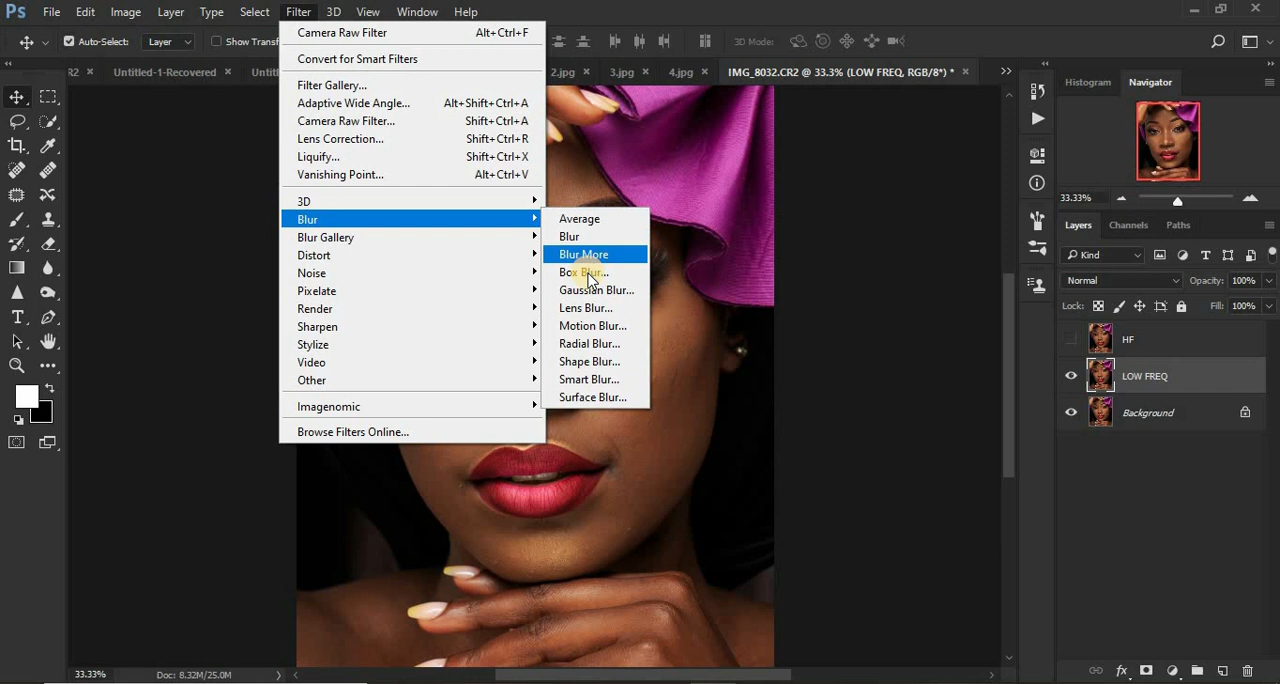 Ps File Edit Image Layer Type Select Filter 3D View Window Help
Auto-Select: Layer Show Transf 3D Mode:
R2 × Untitled-1-Recovered × Unti 2.jpg × 3.jpg × 4.jpg × IMG_8032.CR2 @ 33.3% (LOW FREQ, RGB/8*) * ×
Camera Raw Filter Alt+Ctrl+F
Convert for Smart Filters
Filter Gallery...
Adaptive Wide Angle... Alt+Shift+Ctrl+A
Camera Raw Filter... Shift+Ctrl+A
Lens Correction... Shift+Ctrl+R
Liquify... Shift+Ctrl+X
Vanishing Point... Alt+Ctrl+V
3D
Blur
Blur Gallery
Distort
Noise
Pixelate
Render
Sharpen
Stylize
Video
Other
Imagenomic
Browse Filters Online...
Average
Blur
Blur More
Box Blur...
Gaussian Blur...
Lens Blur...
Motion Blur...
Radial Blur...
Shape Blur...
Smart Blur...
Surface Blur...
Histogram Navigator
33.33%
Layers Channels Paths
Kind
Normal Opacity: 100%
Lock: Fill: 100%
HF
LOW FREQ
Background
33.33% Doc: 8.32M/25.0M